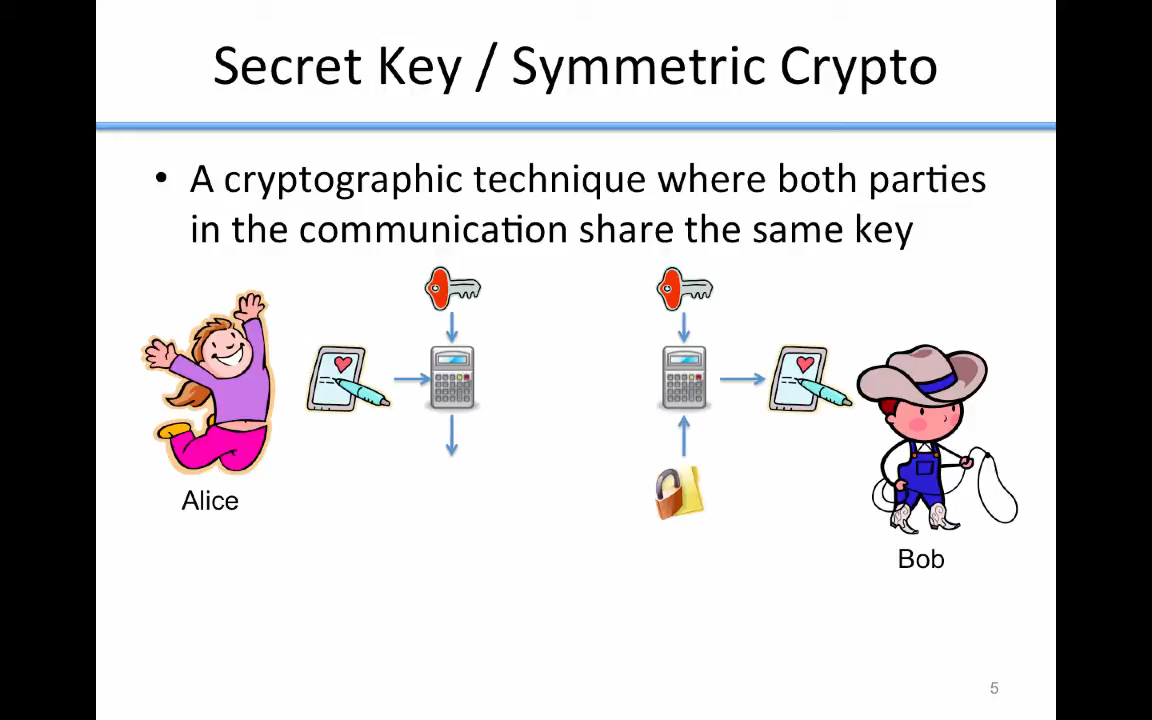 Secret Key / Symmetric Crypto
• A cryptographic technique where both parties
in the communication share the same key
Alice
Bob
5